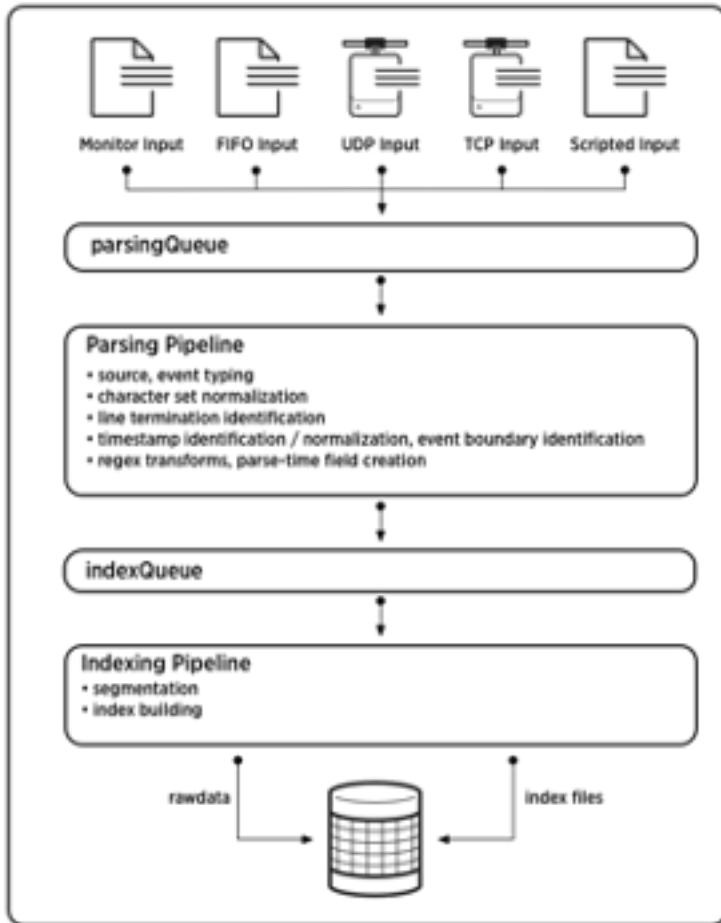 Monitor Input
FIFO Input
UDP Input
TCP Input
Scripted Input
parsingQueue
Parsing Pipeline
• source, event typing
• character set normalization
• line termination identification
• timestamp identification / normalization, event boundary identification
• regex transforms, parse-time field creation
indexQueue
Indexing Pipeline
• segmentation
• index building
rawdata
index files